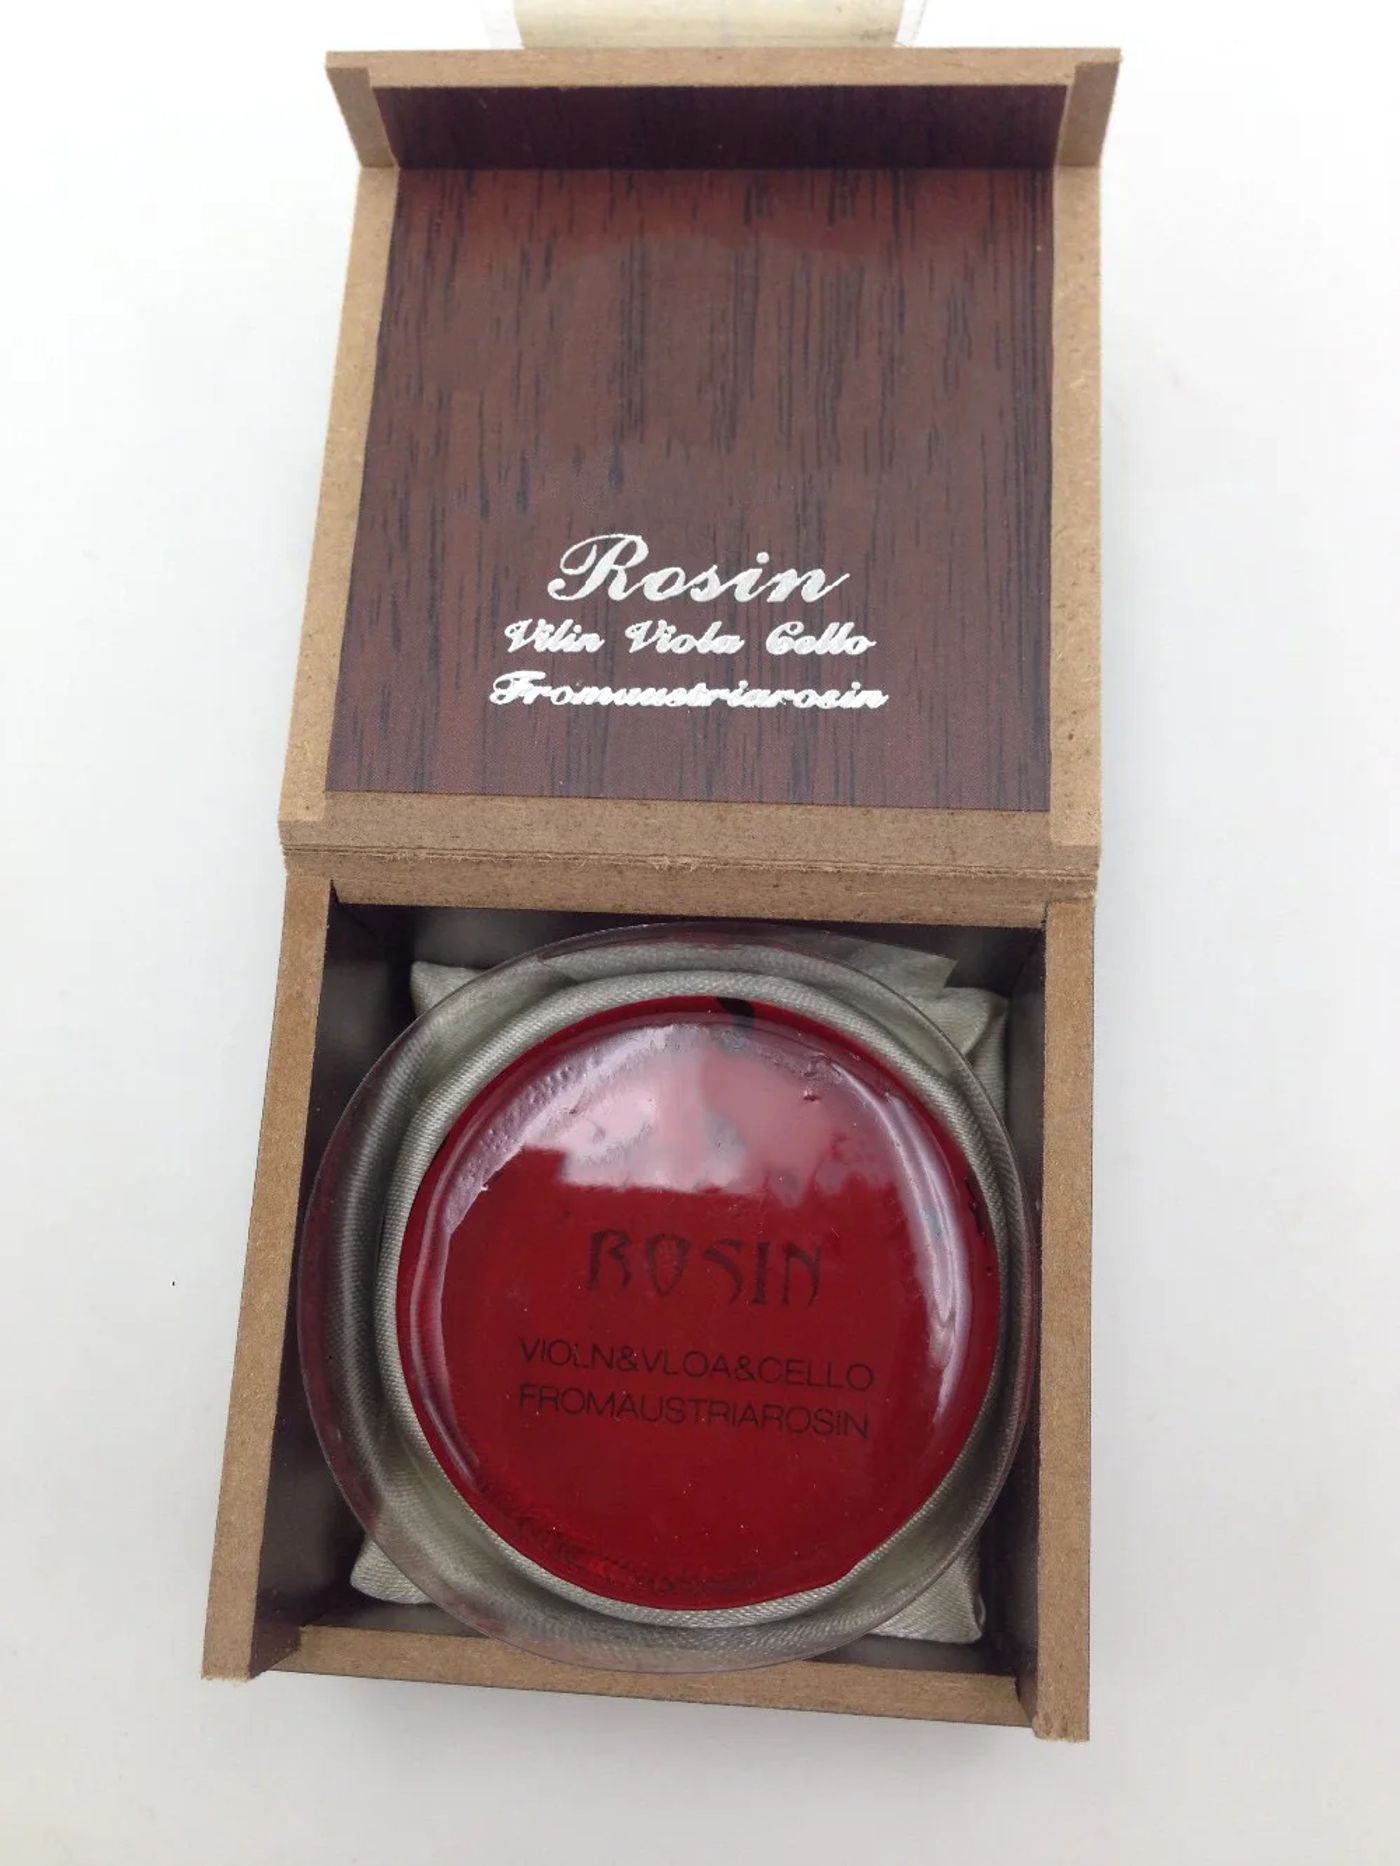 Rosin
Vilin Viola Cello
Fromaustriarosin
ROSIN
VIOLN&VLOA&CELLO
FROMAUSTRIAROSIN